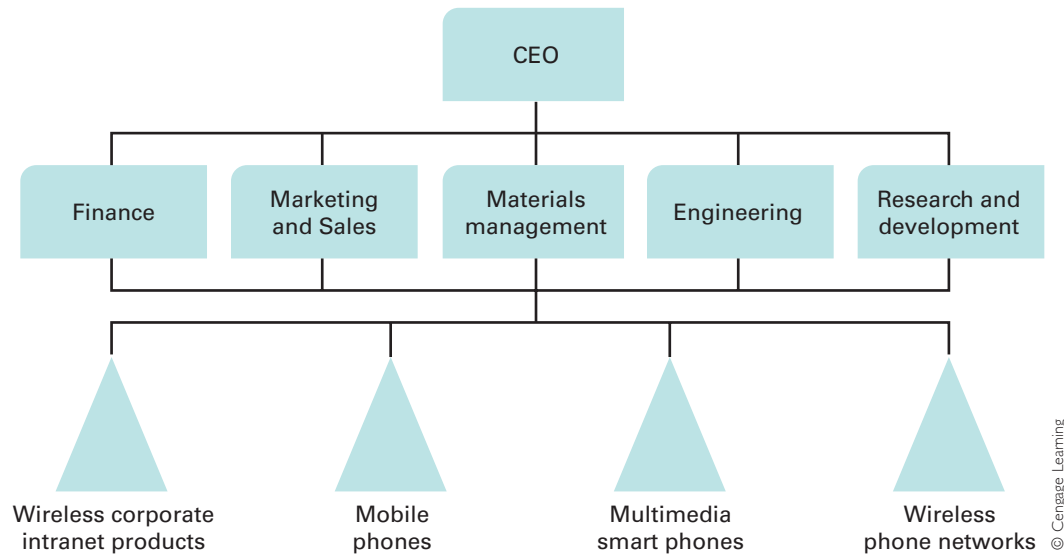 CEO
Finance
Marketing
and Sales
Materials
management
Engineering
Research and
development
Wireless corporate
intranet products
Mobile
phones
Multimedia
smart phones
Wireless
phone networks
© Cengage Learning